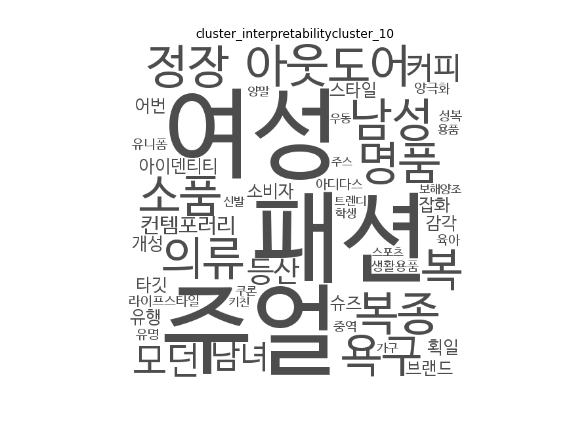 cluster_interpretabilitycluster_10
정장 아웃도어 커피
양말 스타일 양극화
어번 여성 우동 남성 성복
용품
유니폼
아이덴티티 주스 명품
소품 신발 소비자 아디다스 보해양조
트렌디 잡화
학생
컨템포러리 패션 감각
개성 의류 등산 스포츠 복 육아
생활용품
타깃
라이프스타일 쿠론 슈즈 복종
키친
유행 주얼 중역
유명
모던 남녀 욕구 가구 획일
브랜드